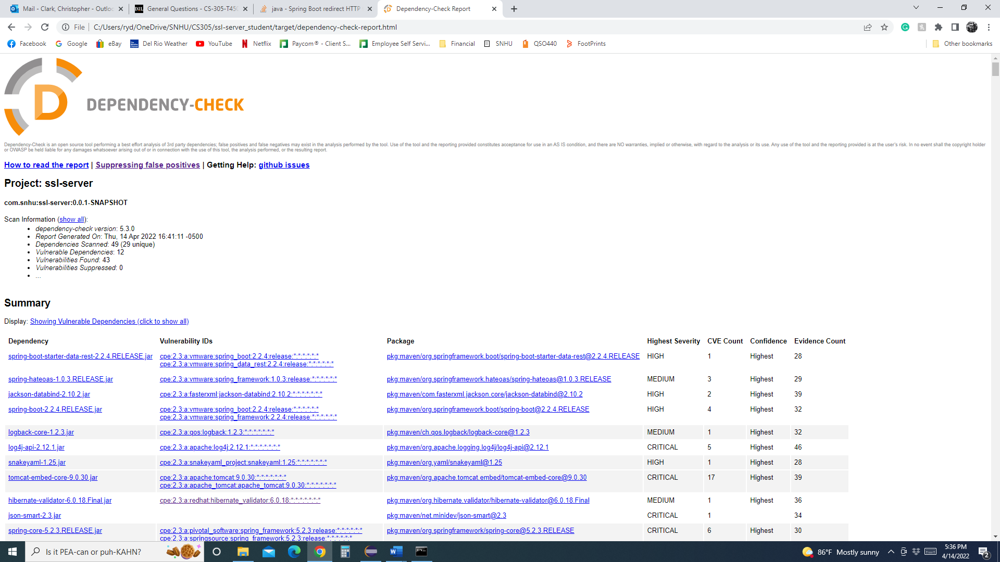 Mail - Clark, Christopher - Outloo
D2L General Questions - CS-305-T450
java - Spring Boot redirect HTTP
Dependency-Check Report
File C:/Users/ryd/OneDrive/SNHU/CS305/ssl-server_student/target/dependency-check-report.html
Facebook Google eBay Del Rio Weather YouTube Netflix Paycom® - Client S... Employee Self Servi... Financial SNHU QSO440 FootPrints Other bookmarks
DEPENDENCY-CHECK
Dependency-Check is an open source tool performing a best effort analysis of 3rd party dependencies; false positives and false negatives may exist in the analysis performed by the tool. Use of the tool and the reporting provided constitutes acceptance for use in an AS IS condition, and there are NO warranties, implied or otherwise, with regard to the analysis or its use. Any use of the tool and the reporting provided is at the user's risk. In no event shall the copyright holder
or OWASP be held liable for any damages whatsoever arising out of or in connection with the use of this tool, the analysis performed, or the resulting report.
How to read the report | Suppressing false positives | Getting Help: github issues
Project: ssl-server
com.snhu:ssl-server:0.0.1-SNAPSHOT
Scan Information (show all):
• dependency-check version: 5.3.0
• Report Generated On: Thu, 14 Apr 2022 16:41:11 -0500
• Dependencies Scanned: 49 (29 unique)
• Vulnerable Dependencies: 12
• Vulnerabilities Found: 43
• Vulnerabilities Suppressed: 0
• ...
Summary
Display: Showing Vulnerable Dependencies (click to show all)
Dependency Vulnerability IDs Package Highest Severity CVE Count Confidence Evidence Count
spring-boot-starter-data-rest-2.2.4.RELEASE.jar cpe:2.3:a:vmware:spring_boot:2.2.4:release:*:*:*:*:*:* pkg:maven/org.springframework.boot/spring-boot-starter-data-rest@2.2.4.RELEASE HIGH 1 Highest 28
cpe:2.3:a:vmware:spring_data_rest:2.2.4:release:*:*:*:*:*:*
spring-hateoas-1.0.3.RELEASE.jar cpe:2.3:a:vmware:spring_framework:1.0.3:release:*:*:*:*:*:* pkg:maven/org.springframework.hateoas/spring-hateoas@1.0.3.RELEASE MEDIUM 3 Highest 29
jackson-databind-2.10.2.jar cpe:2.3:a:fasterxml:jackson-databind:2.10.2:*:*:*:*:*:*:* pkg:maven/com.fasterxml.jackson.core/jackson-databind@2.10.2 HIGH 2 Highest 39
spring-boot-2.2.4.RELEASE.jar cpe:2.3:a:vmware:spring_boot:2.2.4:release:*:*:*:*:*:* pkg:maven/org.springframework.boot/spring-boot@2.2.4.RELEASE HIGH 4 Highest 32
cpe:2.3:a:vmware:spring_framework:2.2.4:release:*:*:*:*:*:*
logback-core-1.2.3.jar cpe:2.3:a:qos:logback:1.2.3:*:*:*:*:*:*:* pkg:maven/ch.qos.logback/logback-core@1.2.3 MEDIUM 1 Highest 32
log4j-api-2.12.1.jar cpe:2.3:a:apache:log4j:2.12.1:*:*:*:*:*:*:* pkg:maven/org.apache.logging.log4j/log4j-api@2.12.1 CRITICAL 5 Highest 46
snakeyaml-1.25.jar cpe:2.3:a:snakeyaml_project:snakeyaml:1.25:*:*:*:*:*:*:* pkg:maven/org.yaml/snakeyaml@1.25 HIGH 1 Highest 28
tomcat-embed-core-9.0.30.jar cpe:2.3:a:apache:tomcat:9.0.30:*:*:*:*:*:*:* pkg:maven/org.apache.tomcat.embed/tomcat-embed-core@9.0.30 CRITICAL 17 Highest 39
cpe:2.3:a:apache_tomcat:apache_tomcat:9.0.30:*:*:*:*:*:*:*
hibernate-validator-6.0.18.Final.jar cpe:2.3:a:redhat:hibernate_validator:6.0.18:*:*:*:*:*:*:* pkg:maven/org.hibernate.validator/hibernate-validator@6.0.18.Final MEDIUM 1 Highest 36
json-smart-2.3.jar pkg:maven/net.minidev/json-smart@2.3 CRITICAL 1 34
spring-core-5.2.3.RELEASE.jar cpe:2.3:a:pivotal_software:spring_framework:5.2.3:release:*:*:*:*:*:* pkg:maven/org.springframework/spring-core@5.2.3.RELEASE CRITICAL 6 Highest 30
cpe:2.3:a:springsource:spring_framework:5.2.3:release:*:*:*:*:*:*
Is it PEA-can or puh-KAHN?
86°F Mostly sunny
5:36 PM
4/14/2022
2